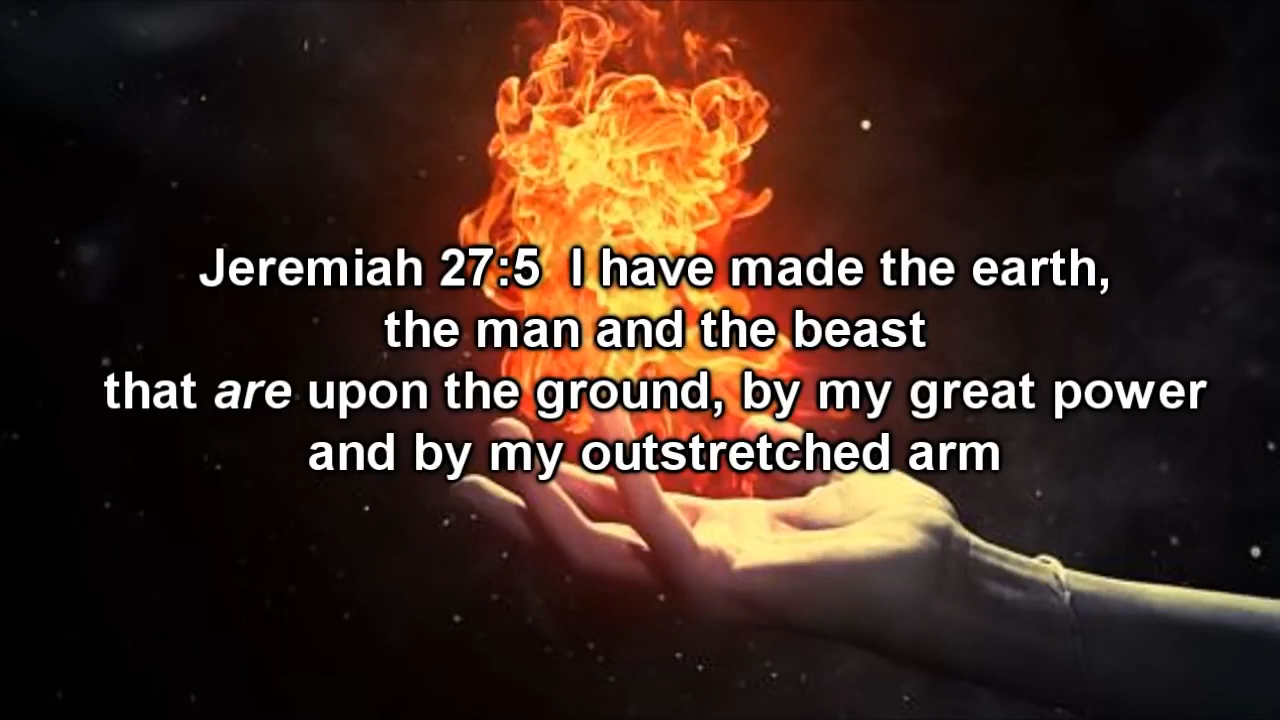 Jeremiah 27:5  I have made the earth,
the man and the beast
that are upon the ground, by my great power
and by my outstretched arm